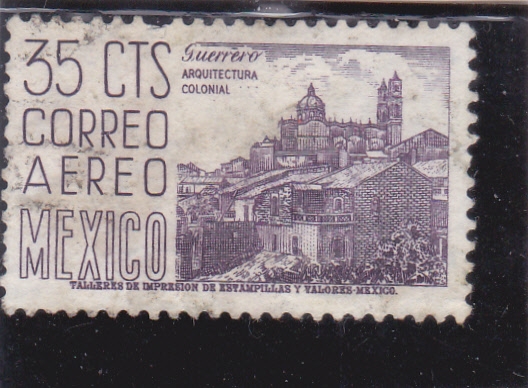 35 CTS
CORREO
AEREO
MEXICO
Guerrero
ARQUITECTURA
COLONIAL
TALLERES DE IMPRESION DE ESTAMPILLAS Y VALORES-MEXICO.